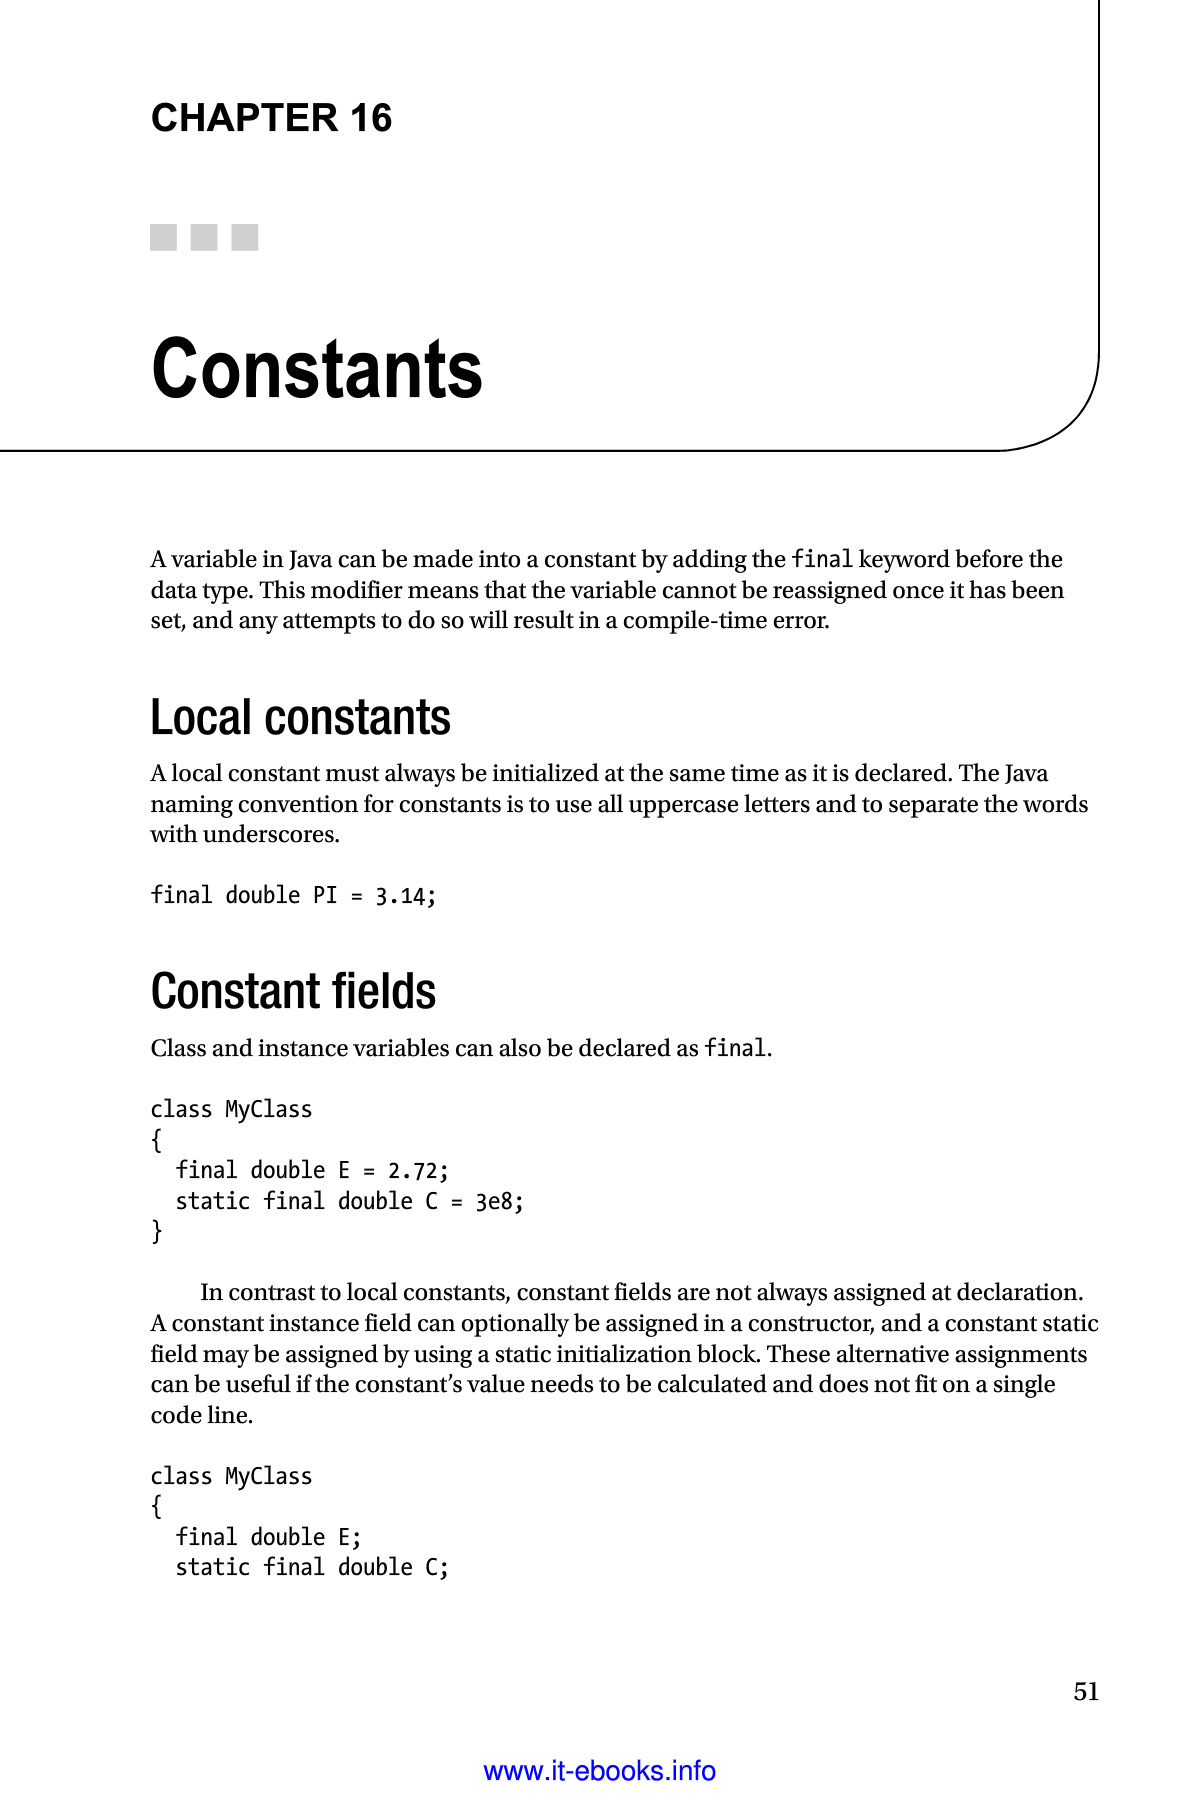 CHAPTER 16
Constants
A variable in Java can be made into a constant by adding the final keyword before the
data type. This modifier means that the variable cannot be reassigned once it has been
set, and any attempts to do so will result in a compile-time error.
Local constants
A local constant must always be initialized at the same time as it is declared. The Java
naming convention for constants is to use all uppercase letters and to separate the words
with underscores.
final double PI = 3.14;
Constant fields
Class and instance variables can also be declared as final.
class MyClass
{
  final double E = 2.72;
  static final double C = 3e8;
}
In contrast to local constants, constant fields are not always assigned at declaration.
A constant instance field can optionally be assigned in a constructor, and a constant static
field may be assigned by using a static initialization block. These alternative assignments
can be useful if the constant’s value needs to be calculated and does not fit on a single
code line.
class MyClass
{
  final double E;
  static final double C;
51
www.it-ebooks.info